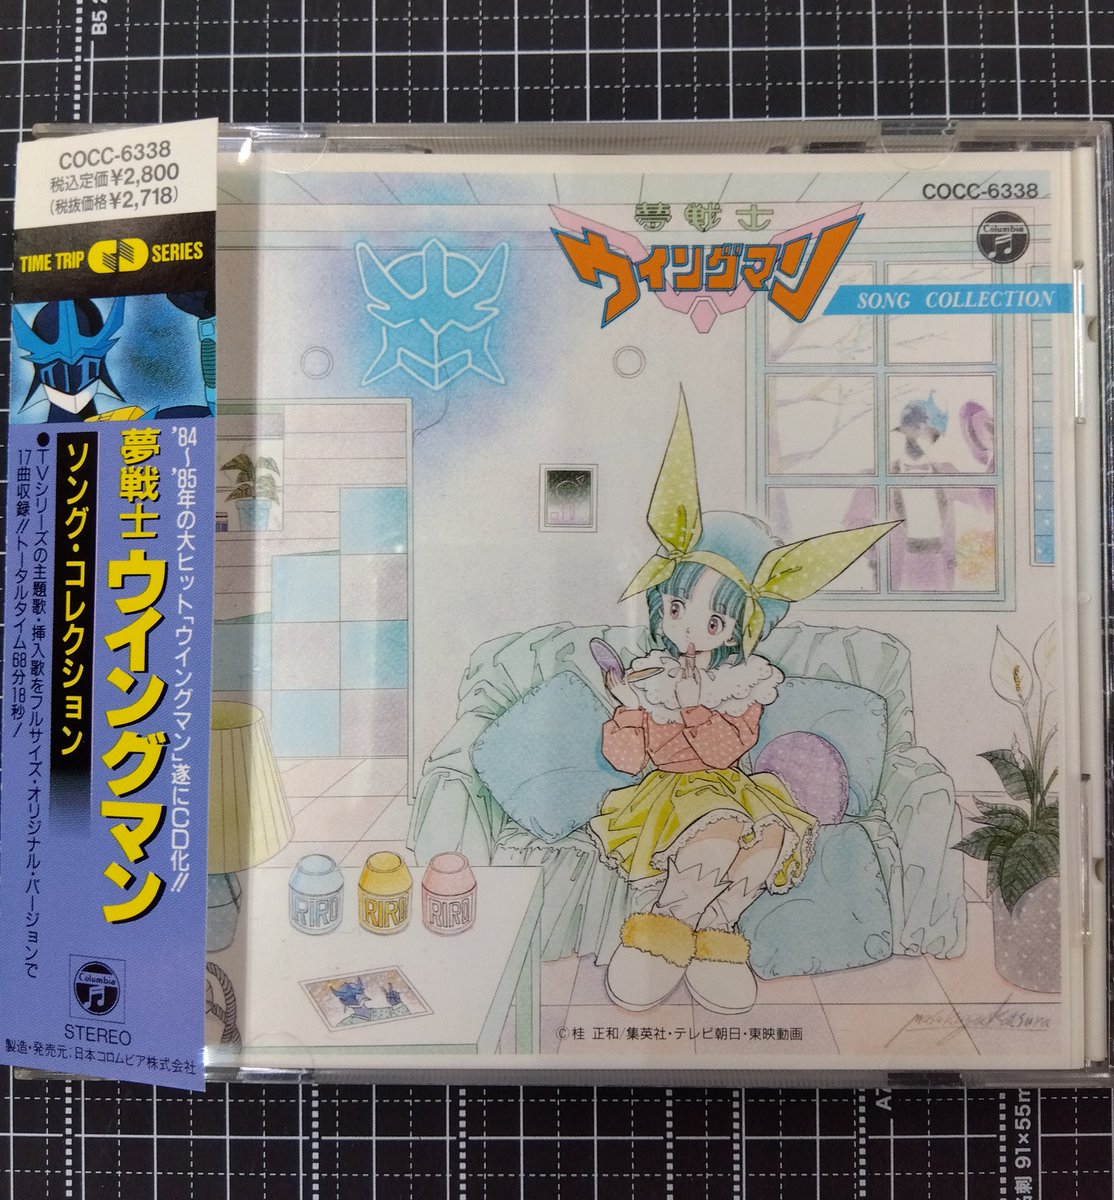 B5
COCC-6338
税込定価¥2,800
(税抜価格¥2,718)
TIME TRIP CD SERIES
'84〜'85年の大ヒット「ウイングマン」遂にCD化!!
夢戦士ウイングマン
ソング・コレクション
●TVシリーズの主題歌・挿入歌をフルサイズ・オリジナル・バージョンで
17曲収録!!トータルタイム68分18秒!
Columbia
STEREO
製造・発売元:日本コロムビア株式会社
COCC-6338
Columbia
夢戦士
ウイングマン
SONG COLLECTION
RIRO
RIRO
RIRO
Masakazu Katsura
©桂 正和/集英社・テレビ朝日・東映動画
91×55m